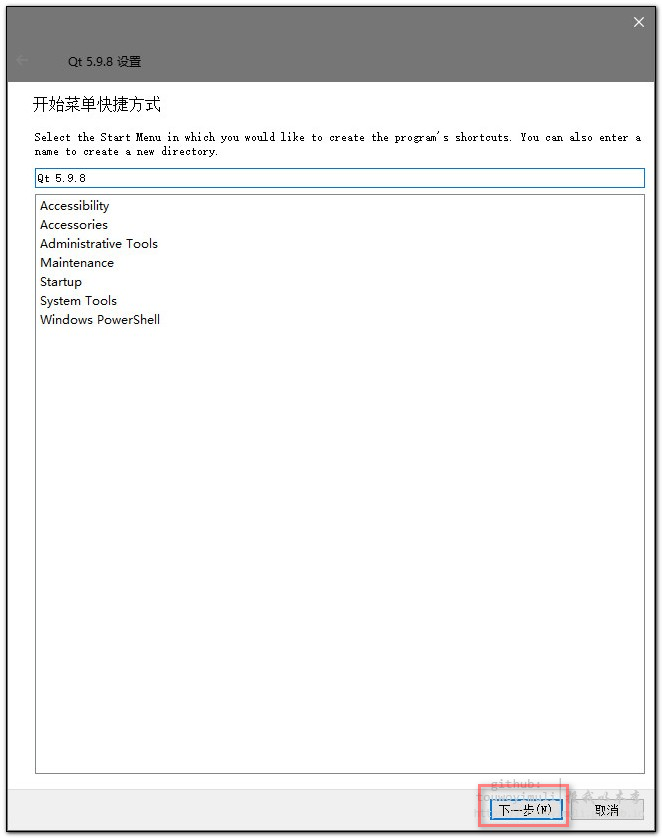 Qt 5.9.8 设置
开始菜单快捷方式
Select the Start Menu in which you would like to create the program's shortcuts. You can also enter a
name to create a new directory.
Qt 5.9.8
Accessibility
Accessories
Administrative Tools
Maintenance
Startup
System Tools
Windows PowerShell
github:
touwoyimuli
下一步(N)
取消